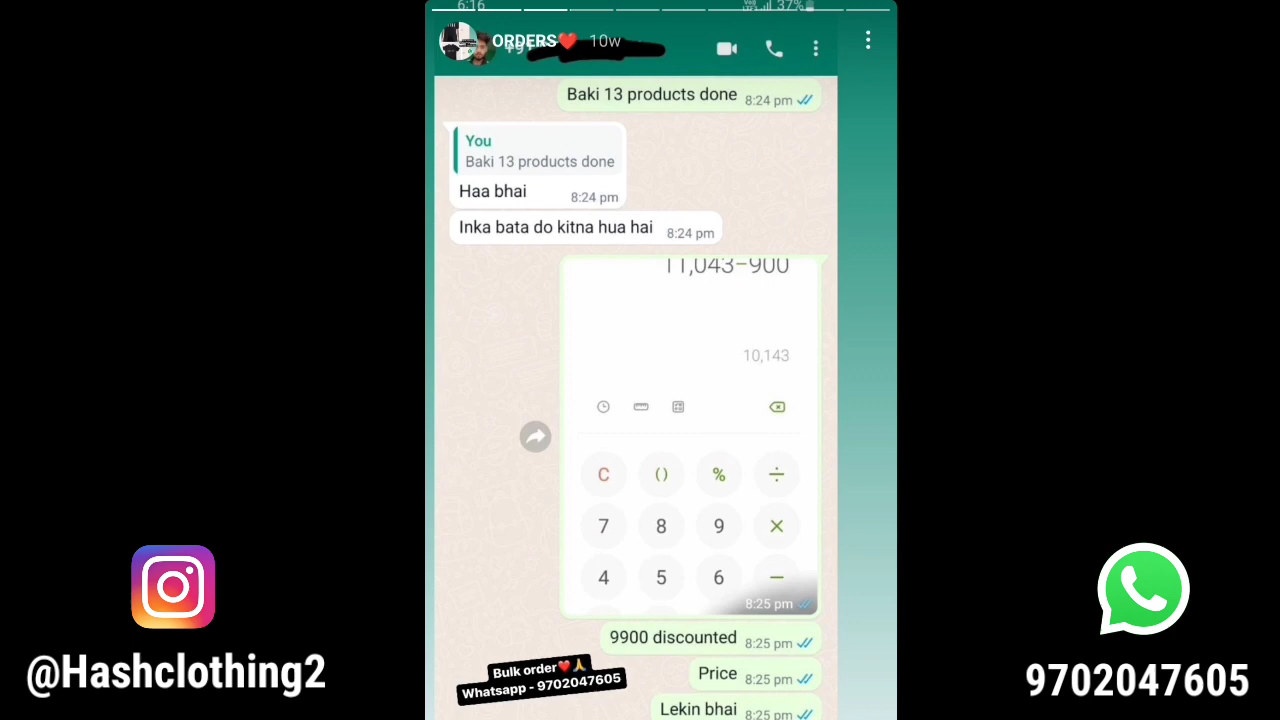 6:16
37%
ORDERS❤️ 10w
Baki 13 products done 8:24 pm
You
Baki 13 products done
Haa bhai 8:24 pm
Inka bata do kitna hua hai 8:24 pm
11,043−900
10,143
C () % ÷
7 8 9 ×
4 5 6 −
8:25 pm
9900 discounted 8:25 pm
Price 8:25 pm
Lekin bhai 8:25 pm
Bulk order❤️🙏
Whatsapp - 9702047605
@Hashclothing2
9702047605